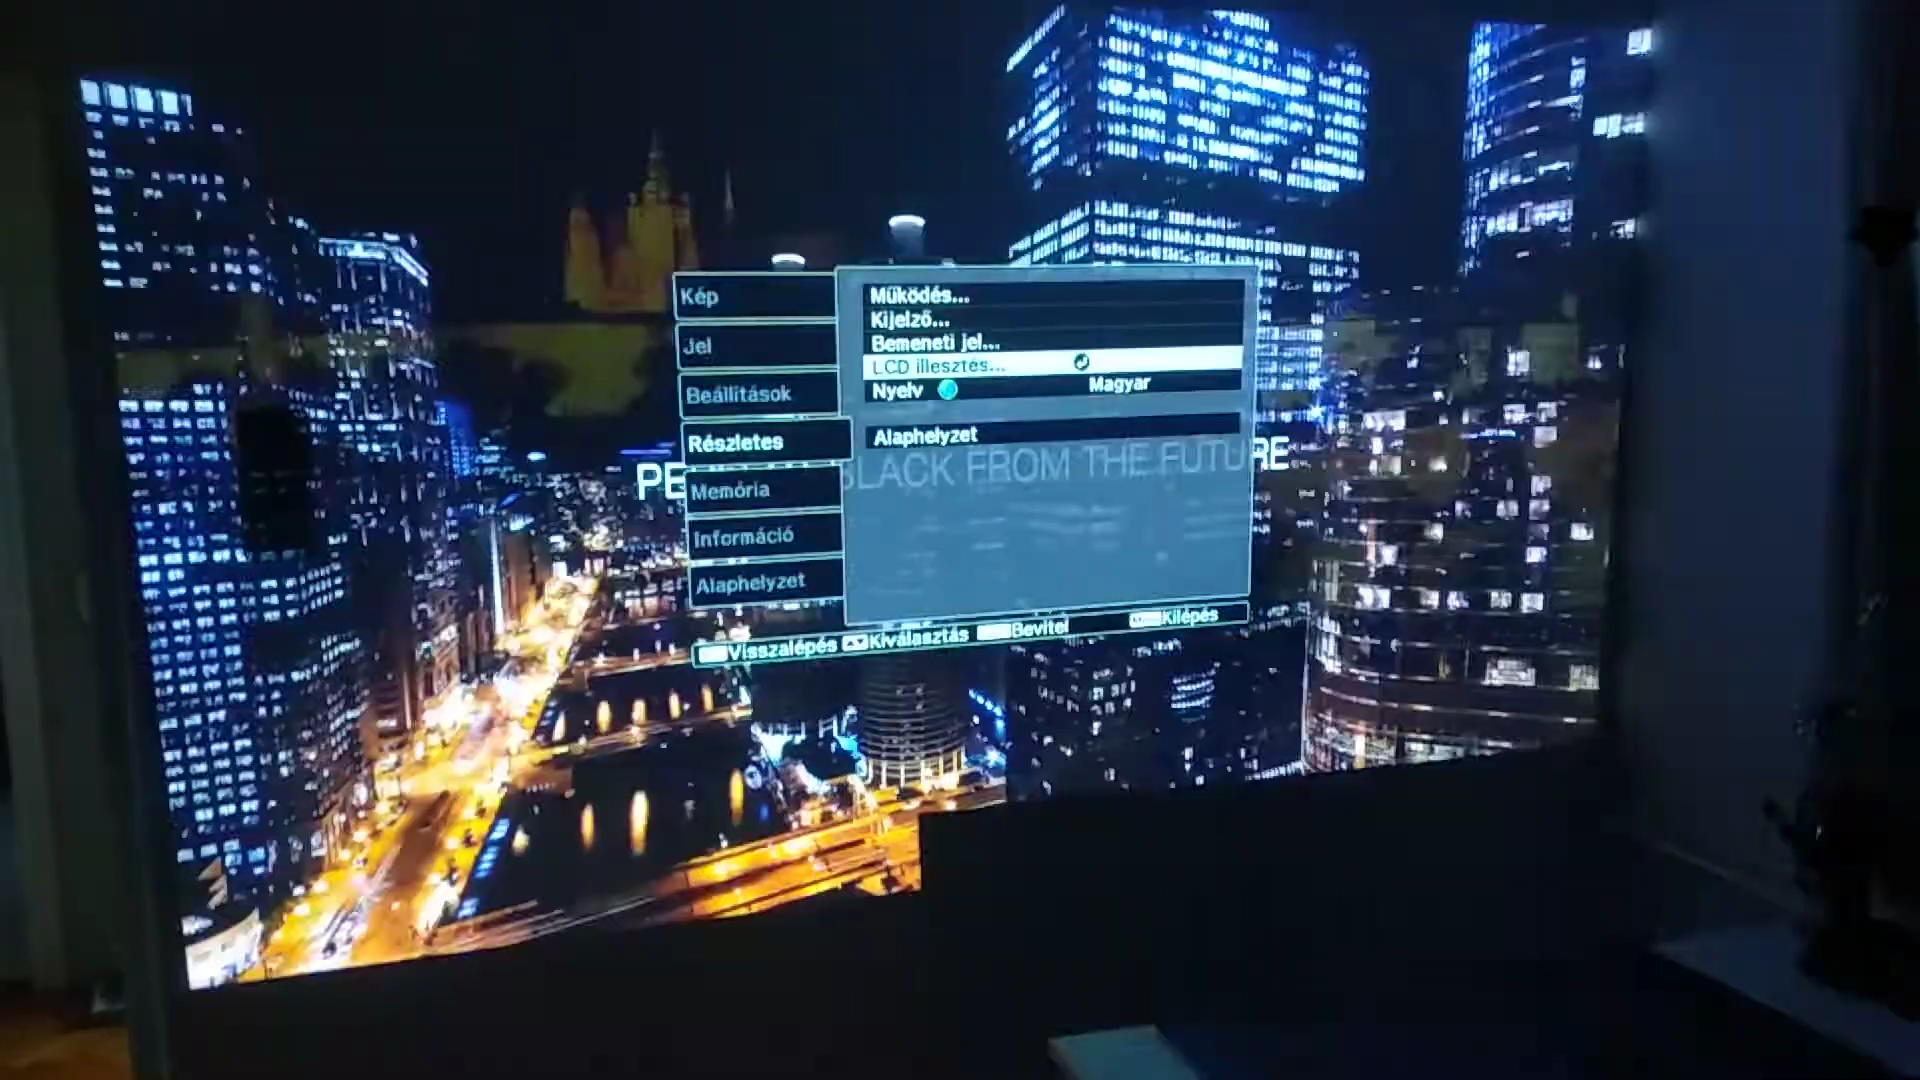 Kép
Jel
Beállítások
Részletes
Memória
Információ
Alaphelyzet
Működés...
Kijelző...
Bemeneti jel...
LCD illesztés...
Nyelv Magyar
Alaphelyzet
PE BLACK FROM THE FUTURE
Visszalépés Kiválasztás Bevitel Kilépés